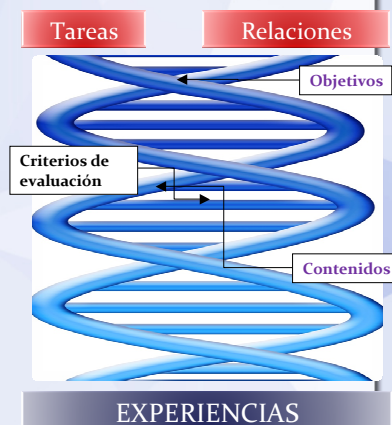 Tareas
Relaciones
Objetivos
Criterios de
evaluación
Contenidos
EXPERIENCIAS